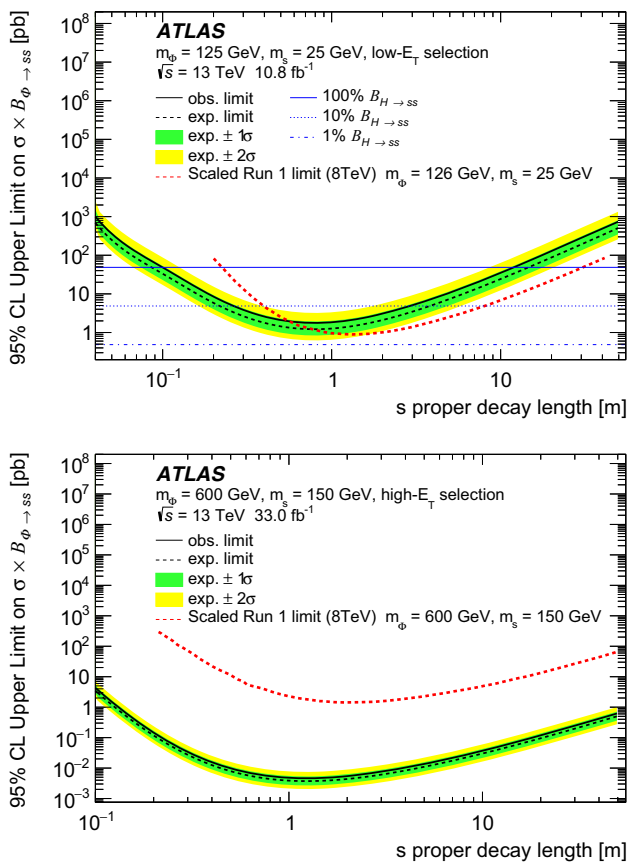 95% CL Upper Limit on σ × B_Φ → ss [pb]
10⁸
10⁷
10⁶
10⁵
10⁴
10³
10²
10
1
ATLAS
m_Φ = 125 GeV, m_s = 25 GeV, low-E_T selection
√s = 13 TeV 10.8 fb⁻¹
obs. limit
exp. limit
exp. ± 1σ
exp. ± 2σ
100% B_H → ss
10% B_H → ss
1% B_H → ss
Scaled Run 1 limit (8TeV) m_Φ = 126 GeV, m_s = 25 GeV
10⁻¹ 1 10
s proper decay length [m]
95% CL Upper Limit on σ × B_Φ → ss [pb]
10⁸
10⁷
10⁶
10⁵
10⁴
10³
10²
10
1
10⁻¹
10⁻²
10⁻³
ATLAS
m_Φ = 600 GeV, m_s = 150 GeV, high-E_T selection
√s = 13 TeV 33.0 fb⁻¹
obs. limit
exp. limit
exp. ± 1σ
exp. ± 2σ
Scaled Run 1 limit (8TeV) m_Φ = 600 GeV, m_s = 150 GeV
10⁻¹ 1 10
s proper decay length [m]